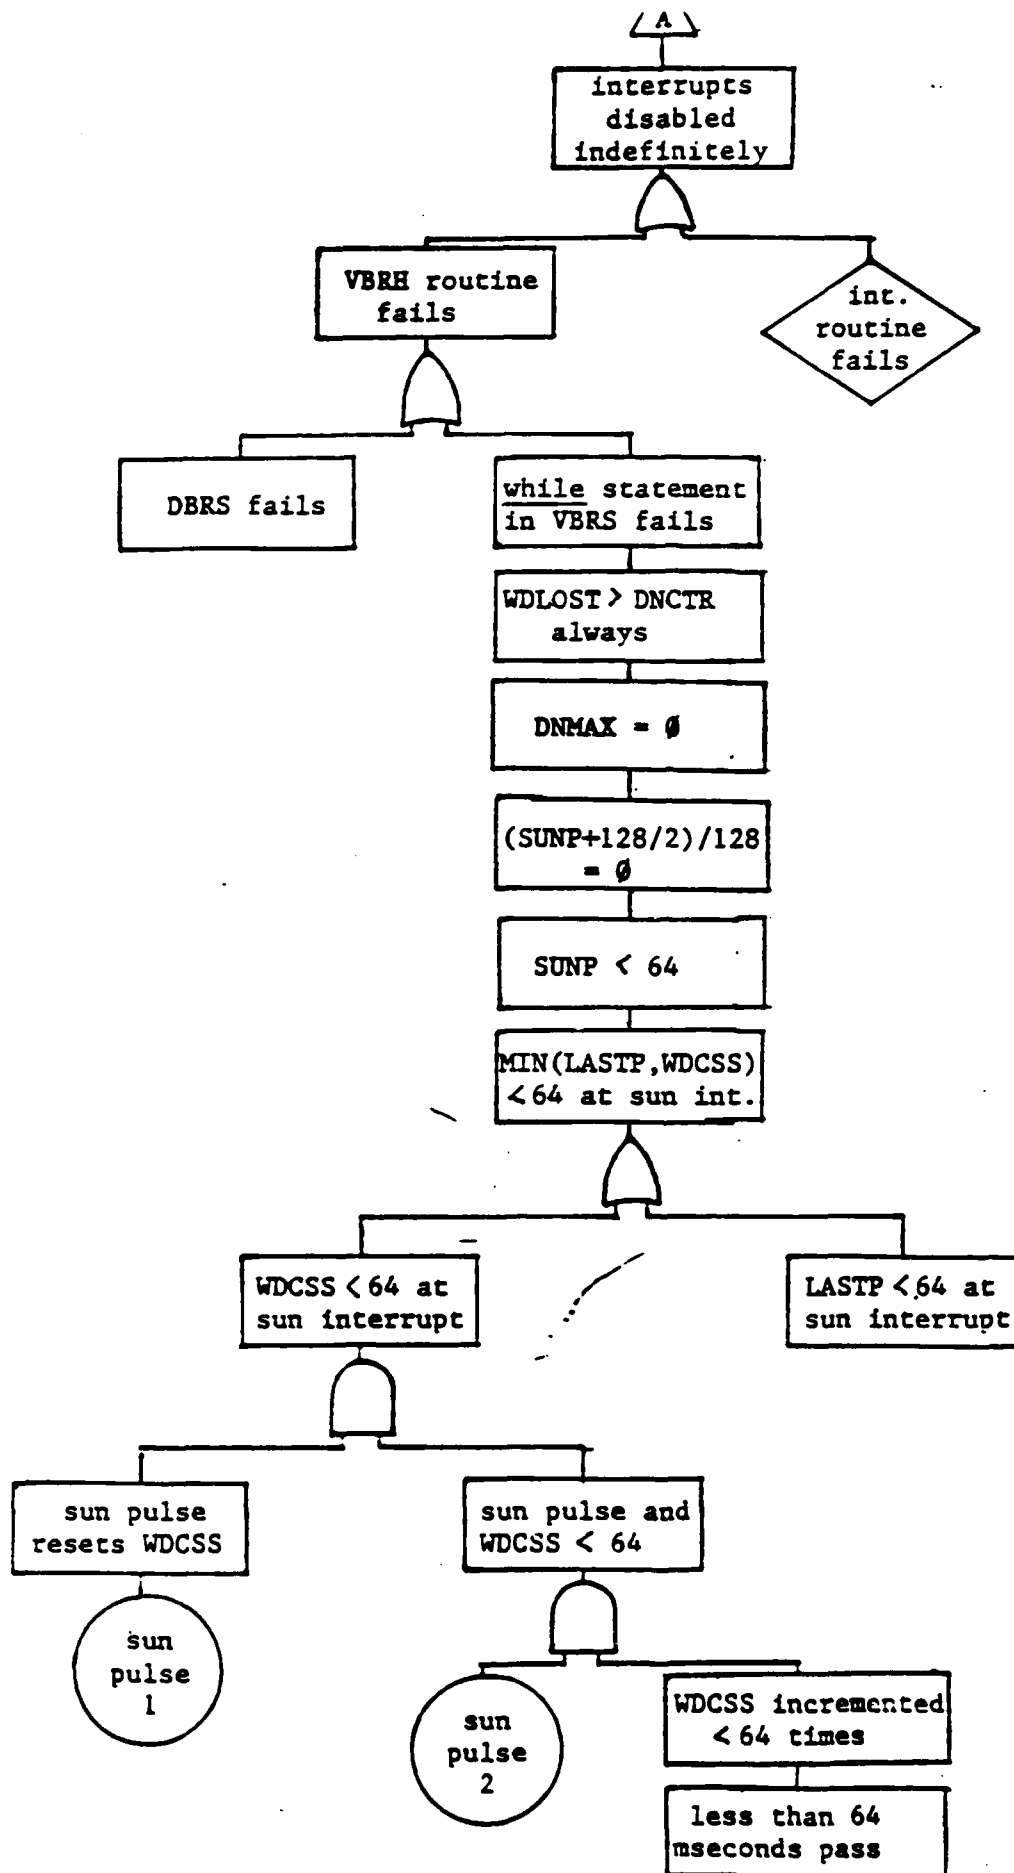 A
interrupts
disabled
indefinitely
VBRH routine
fails
int.
routine
fails
DBRS fails
while statement
in VBRS fails
WDLOST > DNCTR
always
DNMAX = Ø
(SUNP+128/2)/128
= Ø
SUNP < 64
MIN(LASTP,WDCSS)
<64 at sun int.
WDCSS <64 at
sun interrupt
LASTP <64 at
sun interrupt
sun pulse
resets WDCSS
sun pulse and
WDCSS < 64
sun
pulse
1
sun
pulse
2
WDCSS incremented
<64 times
less than 64
mseconds pass